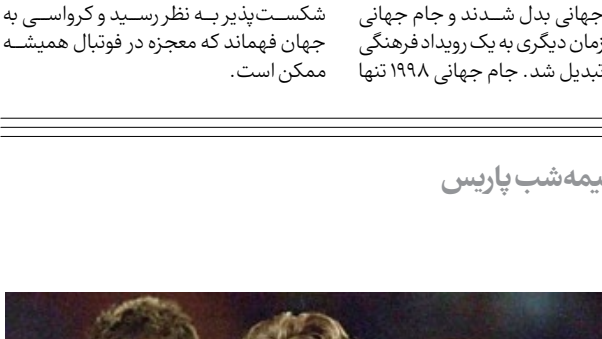 جهانی بدل شدند و جام جهانی
زمان دیگری به یک رویداد فرهنگی
تبدیل شد. جام جهانی ۱۹۹۸ تنها
شکست‌پذیر به نظر رسید و کرواسی به
جهان فهماند که معجزه در فوتبال همیشه
ممکن است.
یمه‌شب پاریس